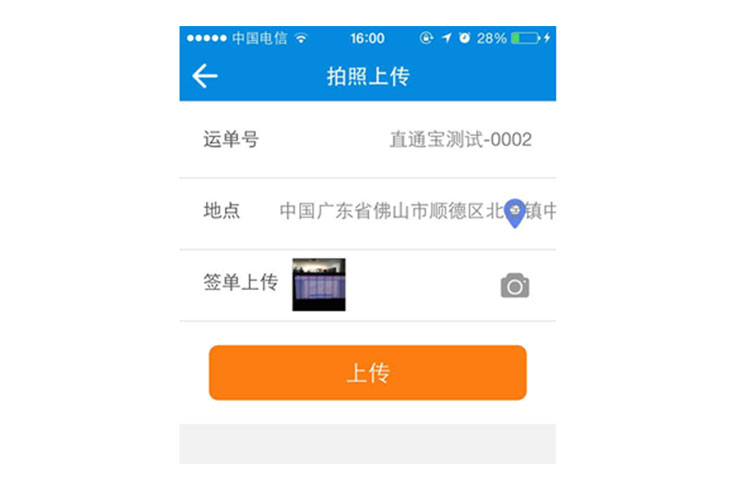 中国电信 16:00 28%
拍照上传
运单号 直通宝测试-0002
地点 中国广东省佛山市顺德区北 镇中
签单上传
上传